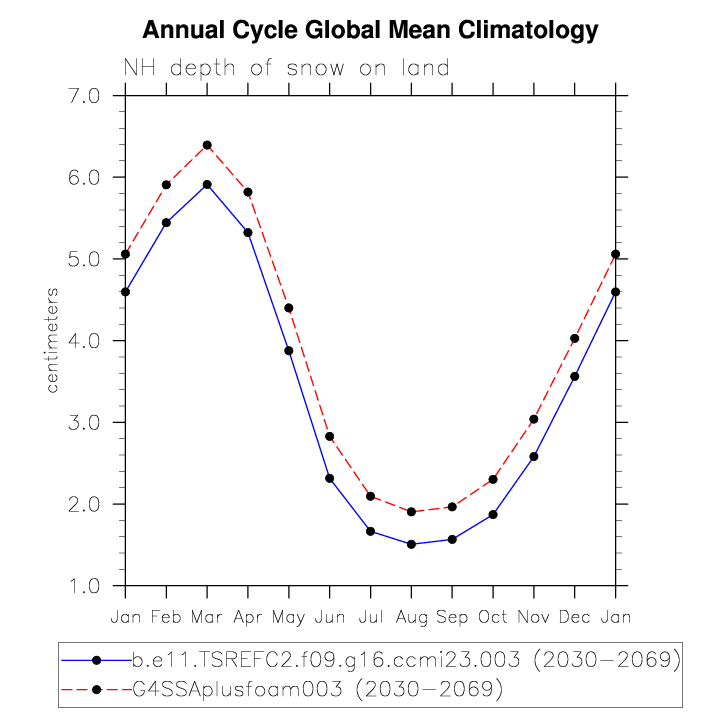 Annual Cycle Global Mean Climatology
NH depth of snow on land
7.0
6.0
5.0
4.0
3.0
2.0
1.0
centimeters
Jan Feb Mar Apr May Jun Jul Aug Sep Oct Nov Dec Jan
b.e11.TSREFC2.f09.g16.ccmi23.003 (2030-2069)
G4SSAplusfoam003 (2030-2069)